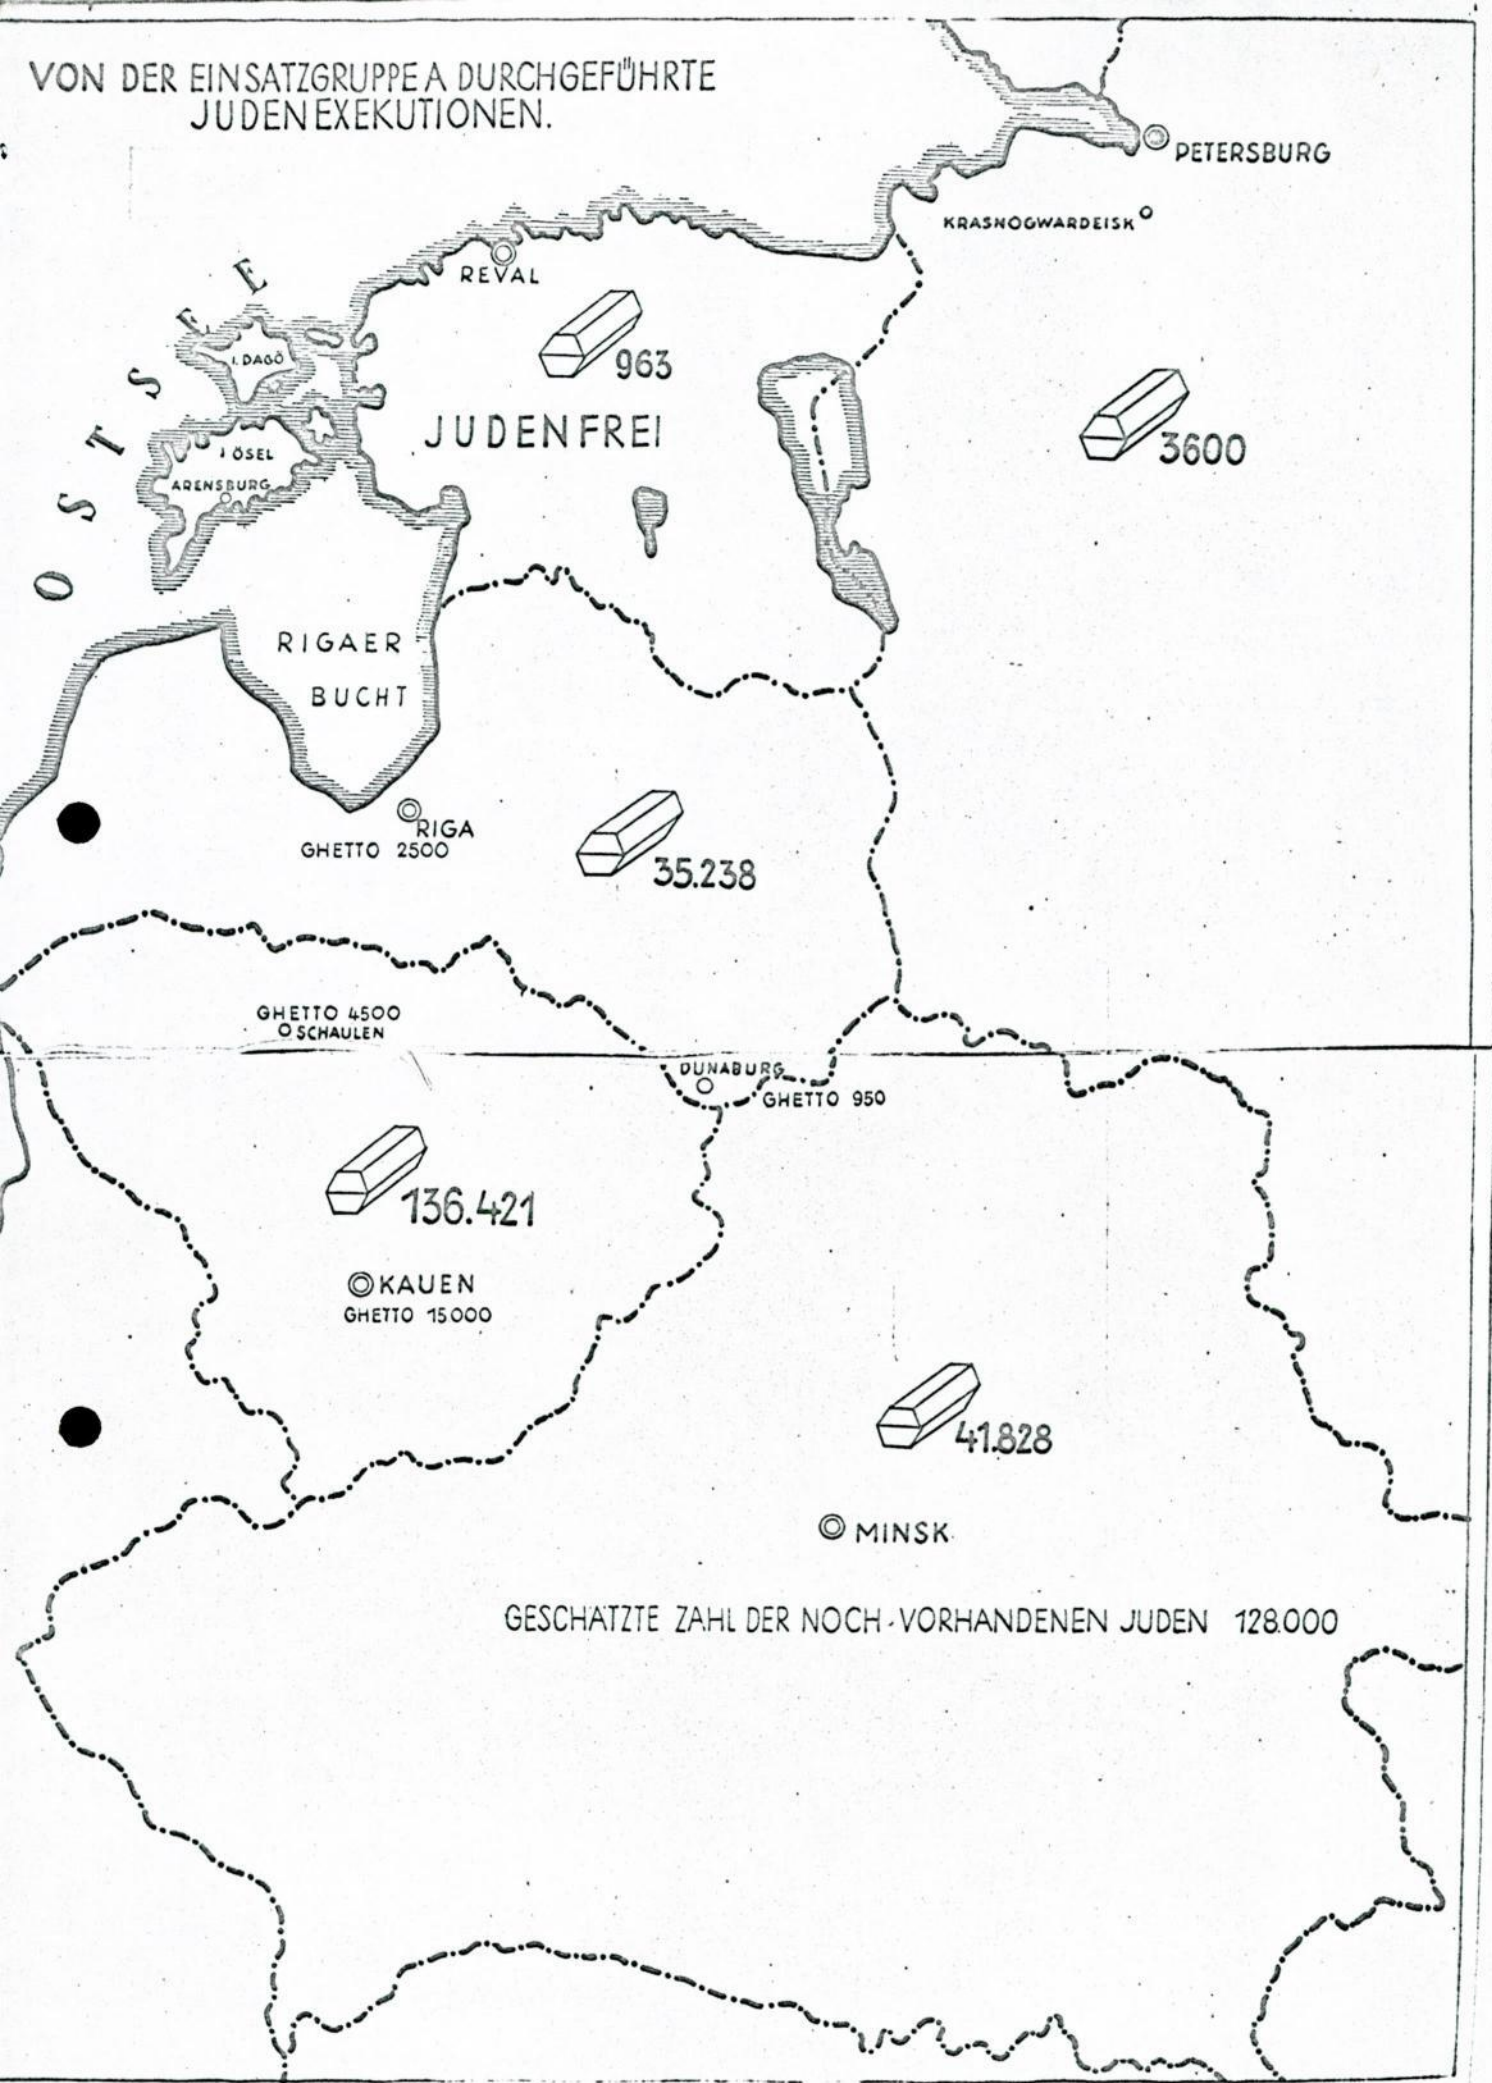 VON DER EINSATZGRUPPE A DURCHGEFÜHRTE
JUDENEXEKUTIONEN.
PETERSBURG
KRASNOGWARDEISK
REVAL
OSTSEE
I. DAGÖ
963
JUDENFREI
3600
I ÖSEL
ARENSBURG
RIGAER
BUCHT
RIGA
GHETTO 2500
35.238
GHETTO 4500
SCHAULEN
DUNABURG
GHETTO 950
136.421
KAUEN
GHETTO 15000
41.828
MINSK
GESCHATZTE ZAHL DER NOCH-VORHANDENEN JUDEN 128.000